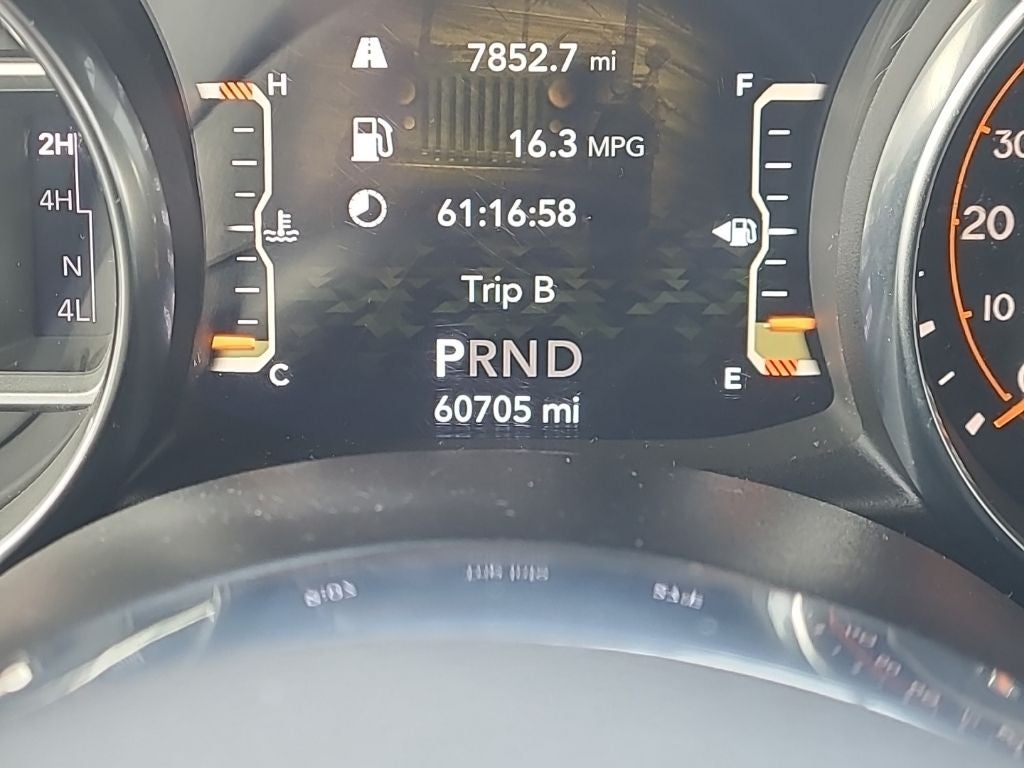 7852.7 mi
H
F
2H
16.3 MPG
30
4H
61:16:58
20
N
Trip B
10
4L
PRND
C
E
0
60705 mi